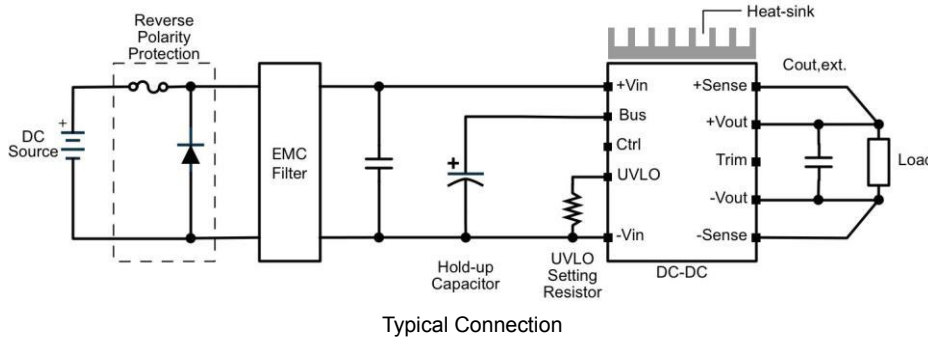 Heat-sink
Reverse
Polarity
Protection
Cout,ext.
+
DC
Source
EMC
Filter
+
+Vin
Bus
Ctrl
UVLO
-Vin
+Sense
+Vout
Trim
-Vout
-Sense
Load
Hold-up
Capacitor
UVLO
Setting
Resistor
DC-DC
Typical Connection